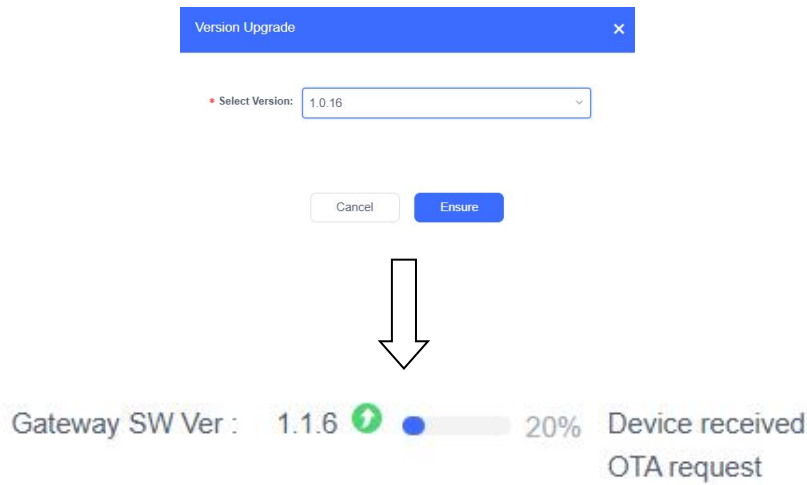 Version Upgrade ×
* Select Version: 1.0.16
Cancel Ensure
Gateway SW Ver : 1.1.6 20% Device received
OTA request